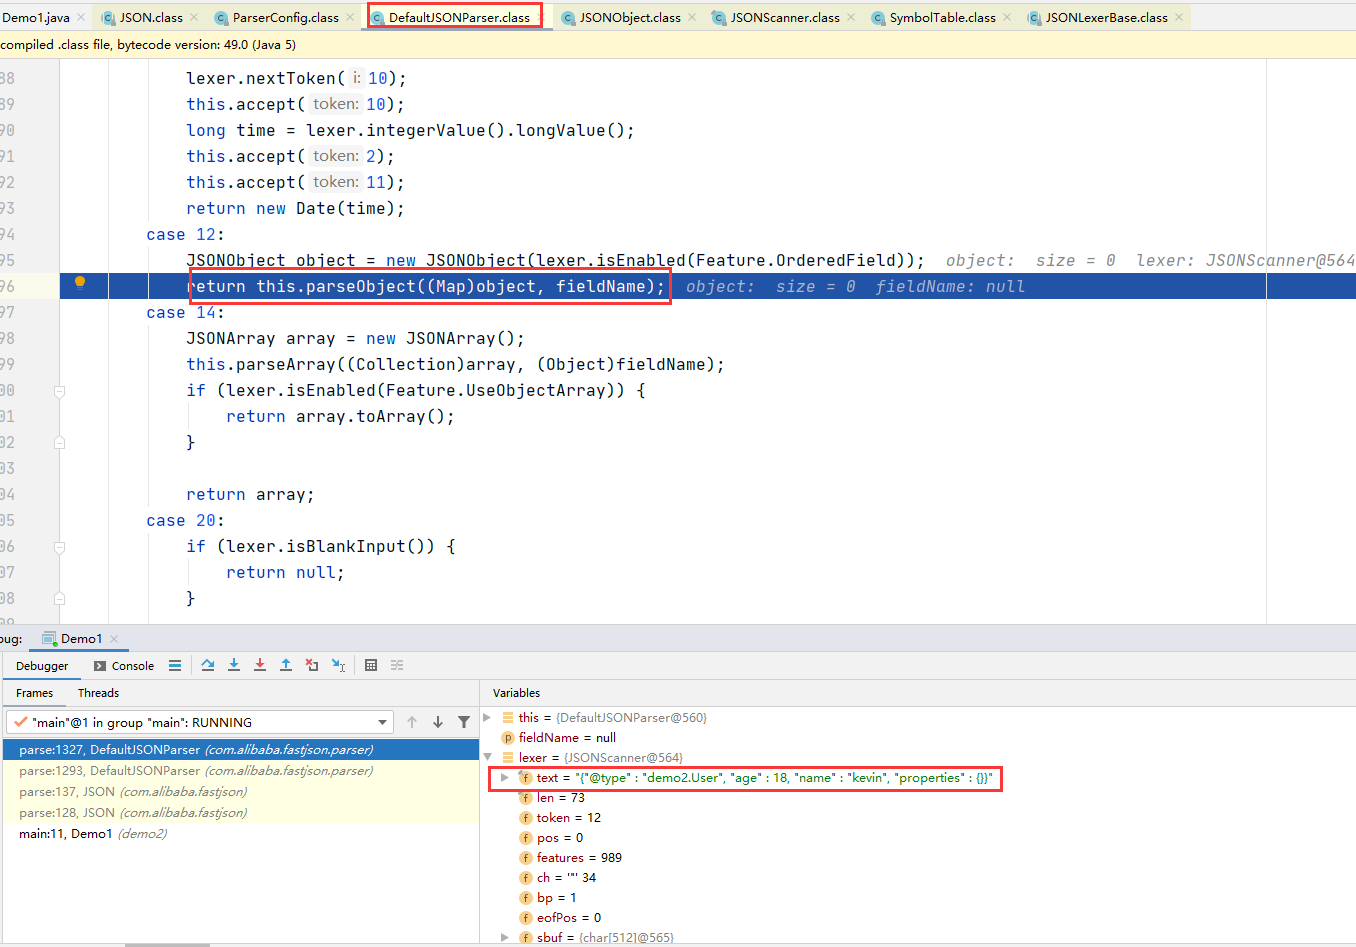 Demo1.java JSON.class ParserConfig.class DefaultJSONParser.class JSONObject.class JSONScanner.class SymbolTable.class JSONLexerBase.class
compiled .class file, bytecode version: 49.0 (Java 5)
88 lexer.nextToken( i: 10);
89 this.accept( token: 10);
90 long time = lexer.integerValue().longValue();
91 this.accept( token: 2);
92 this.accept( token: 11);
93 return new Date(time);
94 case 12:
95 JSONObject object = new JSONObject(lexer.isEnabled(Feature.OrderedField)); object: size = 0 lexer: JSONScanner@564
96 return this.parseObject((Map)object, fieldName); object: size = 0 fieldName: null
97 case 14:
98 JSONArray array = new JSONArray();
99 this.parseArray((Collection)array, (Object)fieldName);
00 if (lexer.isEnabled(Feature.UseObjectArray)) {
01 return array.toArray();
02 }
03
04 return array;
05 case 20:
06 if (lexer.isBlankInput()) {
07 return null;
08 }
09
bug: Demo1
Debugger Console
Frames Threads
Variables
"main"@1 in group "main": RUNNING
parse:1327, DefaultJSONParser (com.alibaba.fastjson.parser)
parse:1293, DefaultJSONParser (com.alibaba.fastjson.parser)
parse:137, JSON (com.alibaba.fastjson)
parse:128, JSON (com.alibaba.fastjson)
main:11, Demo1 (demo2)
this = {DefaultJSONParser@560}
fieldName = null
lexer = {JSONScanner@564}
text = "{"@type" : "demo2.User", "age" : 18, "name" : "kevin", "properties" : {}}"
len = 73
token = 12
pos = 0
features = 989
ch = '"' 34
bp = 1
eofPos = 0
sbuf = {char[512]@565}